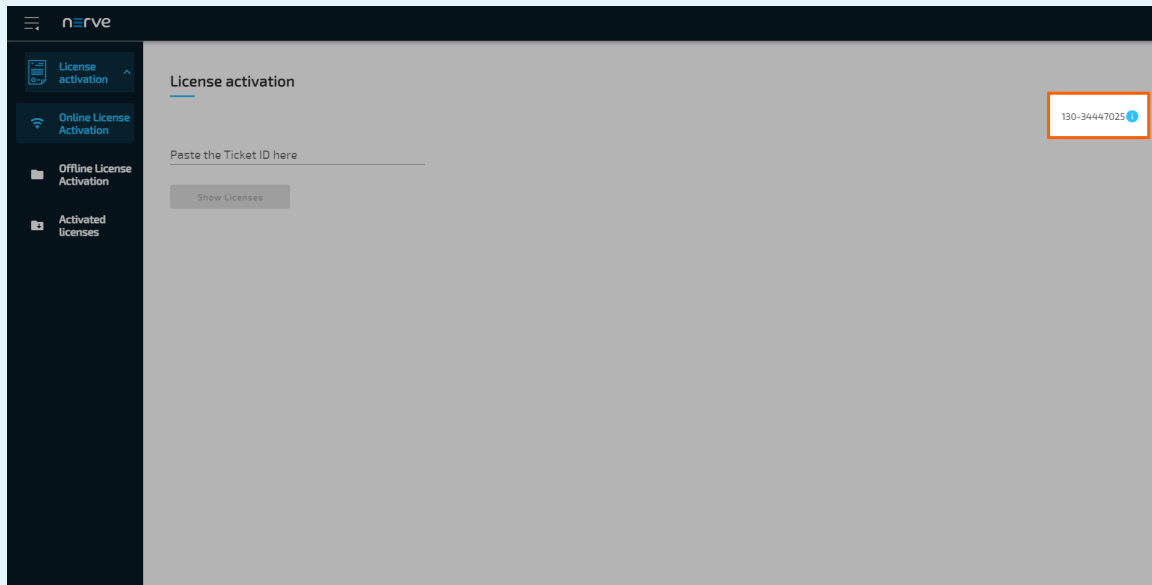 nerve
License
activation
Online License
Activation
Offline License
Activation
Activated
licenses
License activation
130-34447025
Paste the Ticket ID here
Show Licenses